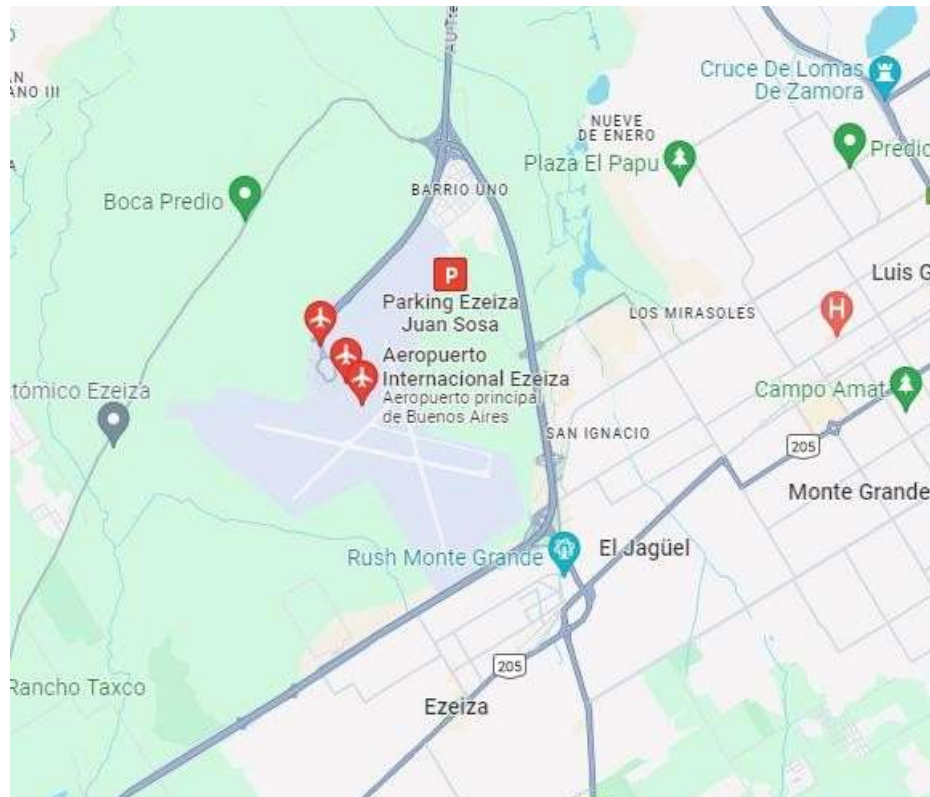 Cruce De Lomas
De Zamora
NUEVE
DE ENERO
Plaza El Papu
BARRIO UNO
Boca Predio
P
Parking Ezeiza
Juan Sosa
Luis G
LOS MIRASOLES
H
Aeropuerto
Internacional Ezeiza
Aeropuerto principal
de Buenos Aires
tómico Ezeiza
Campo Amat
SAN IGNACIO
205
Monte Grande
Rush Monte Grande
El Jagüel
205
Rancho Taxco
Ezeiza